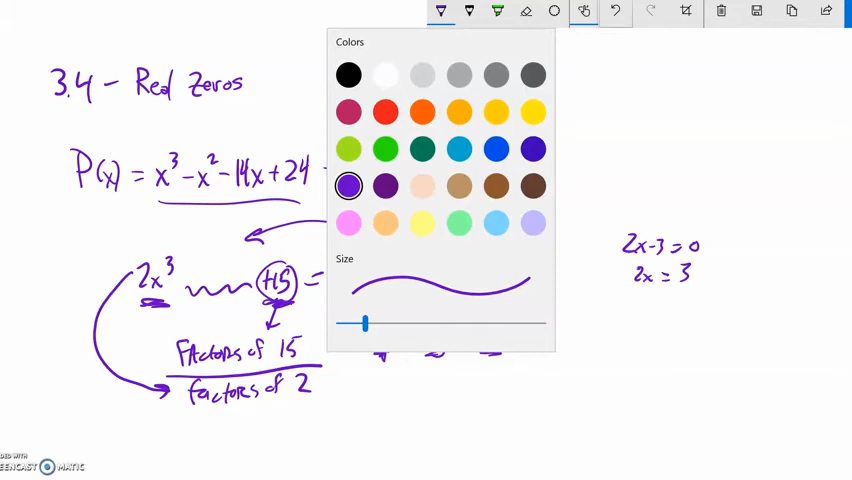 3.4 - Real Zeros
Colors
P(x) = x³ - x² - 14x + 24
2x³ +15 =
2x-3=0
2x = 3
Size
Factors of 15
factors of 2